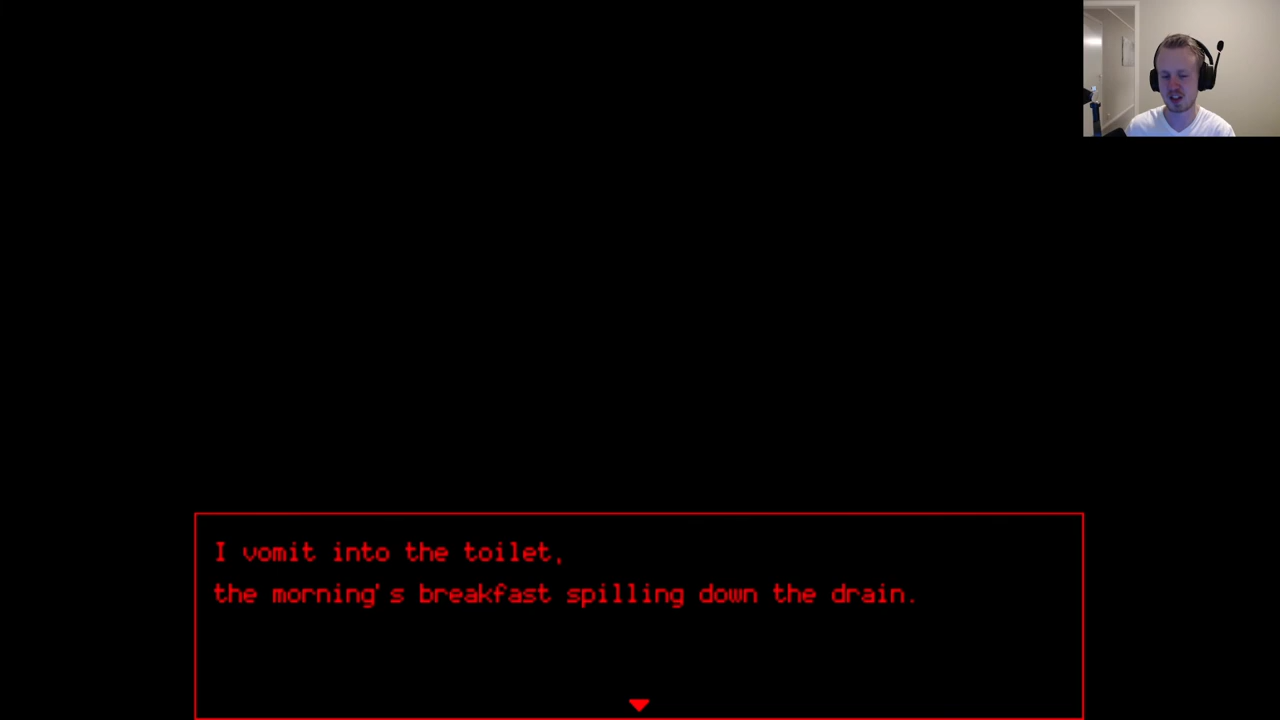 I vomit into the toilet,
the morning's breakfast spilling down the drain.